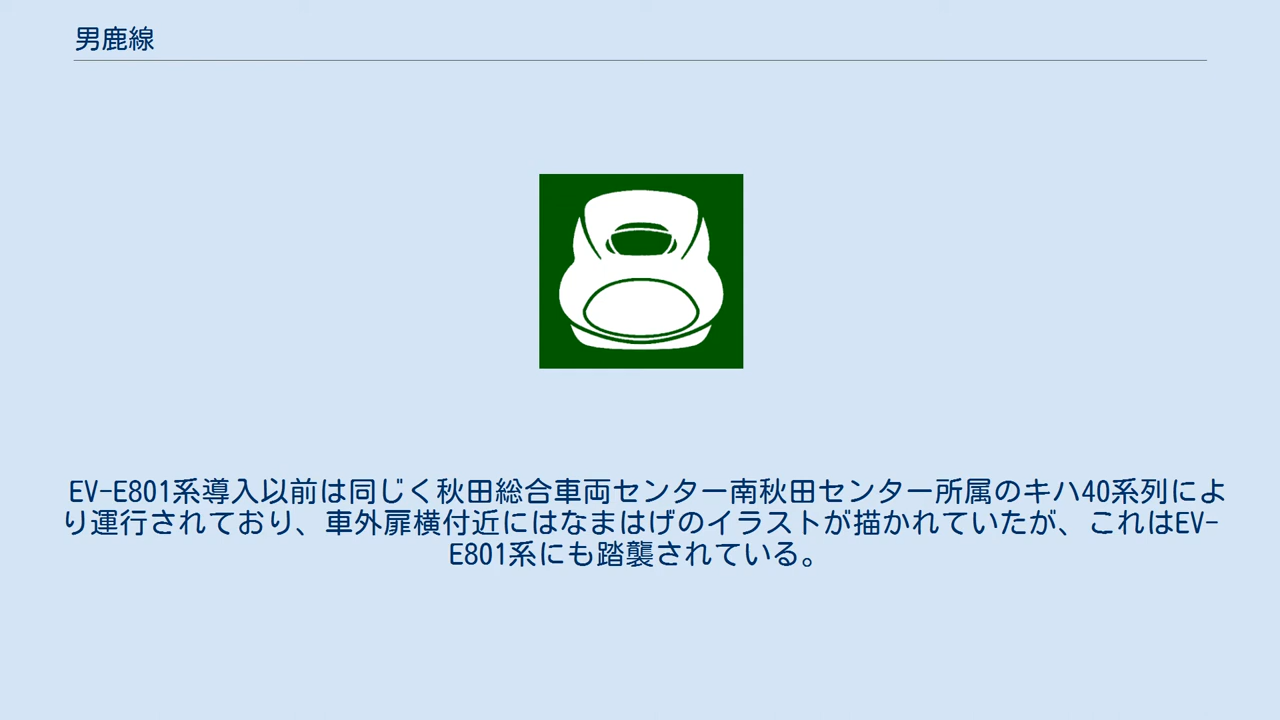 男鹿線
EV-E801系導入以前は同じく秋田総合車両センター南秋田センター所属のキハ40系列によ
り運行されており、車外扉横付近にはなまはげのイラストが描かれていたが、これはEV-
E801系にも踏襲されている。